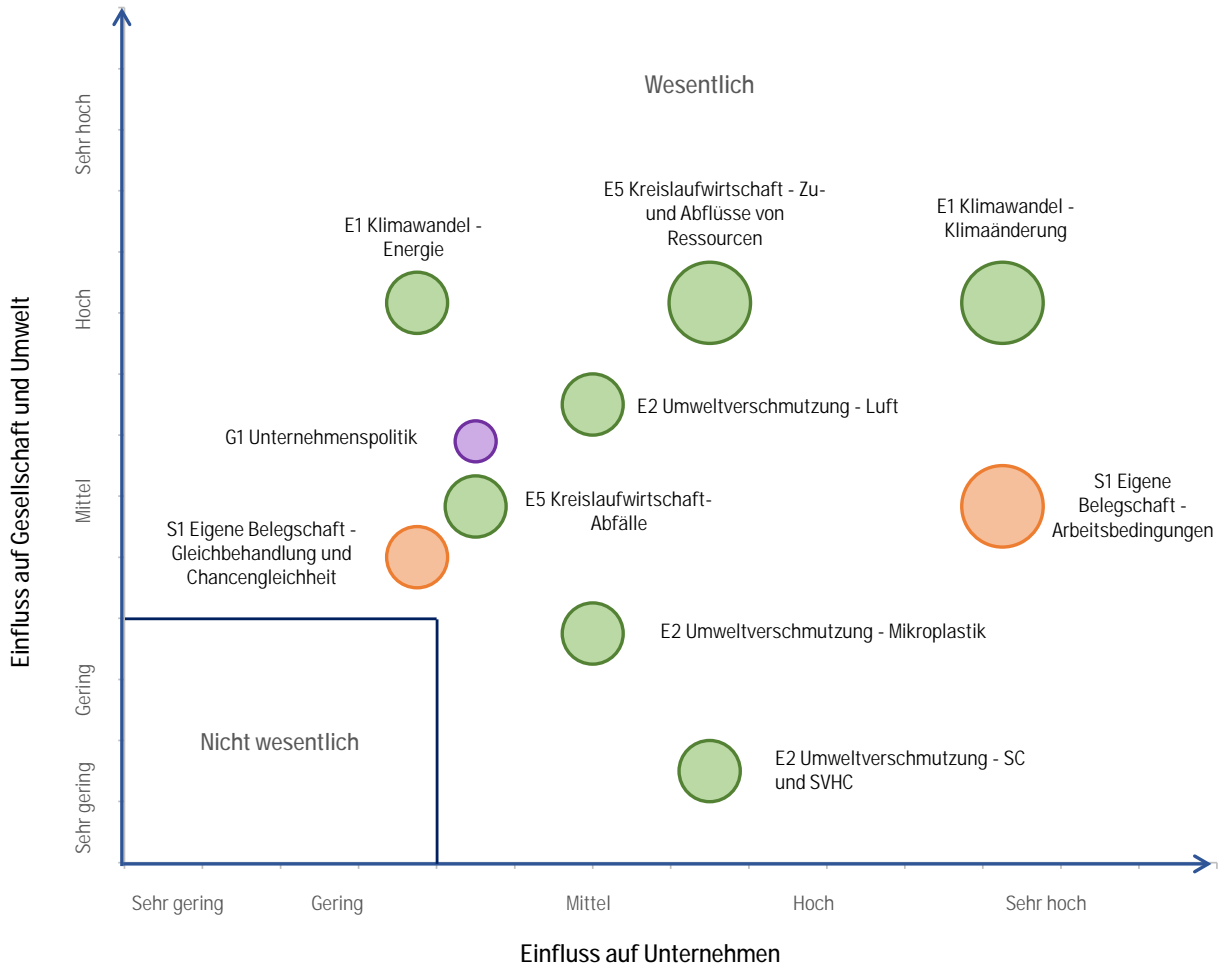 Wesentlich
Sehr hoch
E5 Kreislaufwirtschaft - Zu-
und Abflüsse von
Ressourcen
E1 Klimawandel -
Klimaänderung
E1 Klimawandel -
Energie
Hoch
E2 Umweltverschmutzung - Luft
G1 Unternehmenspolitik
Einfluss auf Gesellschaft und Umwelt
Mittel
E5 Kreislaufwirtschaft-
Abfälle
S1 Eigene
Belegschaft -
Arbeitsbedingungen
S1 Eigene Belegschaft -
Gleichbehandlung und
Chancengleichheit
E2 Umweltverschmutzung - Mikroplastik
Gering
Nicht wesentlich
E2 Umweltverschmutzung - SC
und SVHC
Sehr gering
Sehr gering
Gering
Mittel
Hoch
Sehr hoch
Einfluss auf Unternehmen